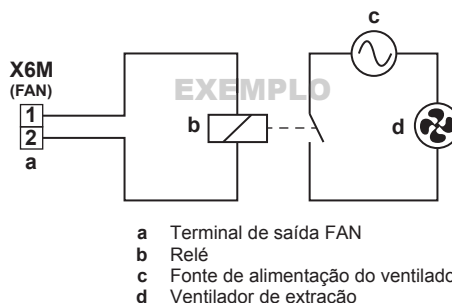 c
X6M
(FAN)
EXEMPLO
1
2
b
d
a
a Terminal de saída FAN
b Relé
c Fonte de alimentação do ventilado
d Ventilador de extração